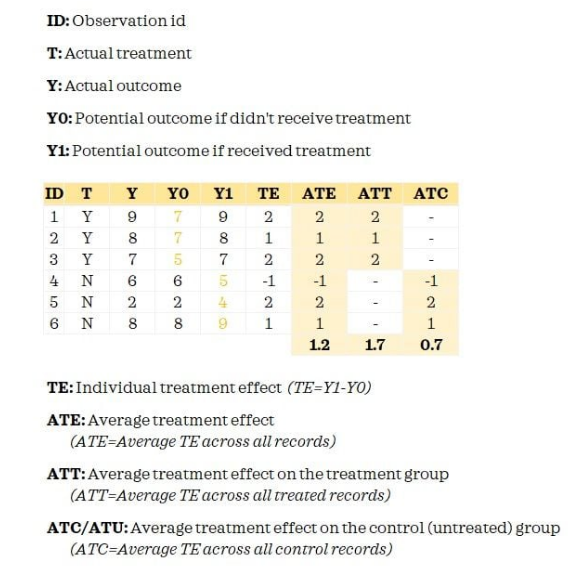 ID: Observation id
T: Actual treatment
Y: Actual outcome
Y0: Potential outcome if didn't receive treatment
Y1: Potential outcome if received treatment
ID T Y Y0 Y1 TE ATE ATT ATC
1 Y 9 7 9 2 2 2 -
2 Y 8 7 8 1 1 1 -
3 Y 7 5 7 2 2 2 -
4 N 6 6 5 -1 -1 - -1
5 N 2 2 4 2 2 - 2
6 N 8 8 9 1 1 - 1
1.2 1.7 0.7
TE: Individual treatment effect (TE=Y1-Y0)
ATE: Average treatment effect
(ATE=Average TE across all records)
ATT: Average treatment effect on the treatment group
(ATT=Average TE across all treated records)
ATC/ATU: Average treatment effect on the control (untreated) group
(ATC=Average TE across all control records)